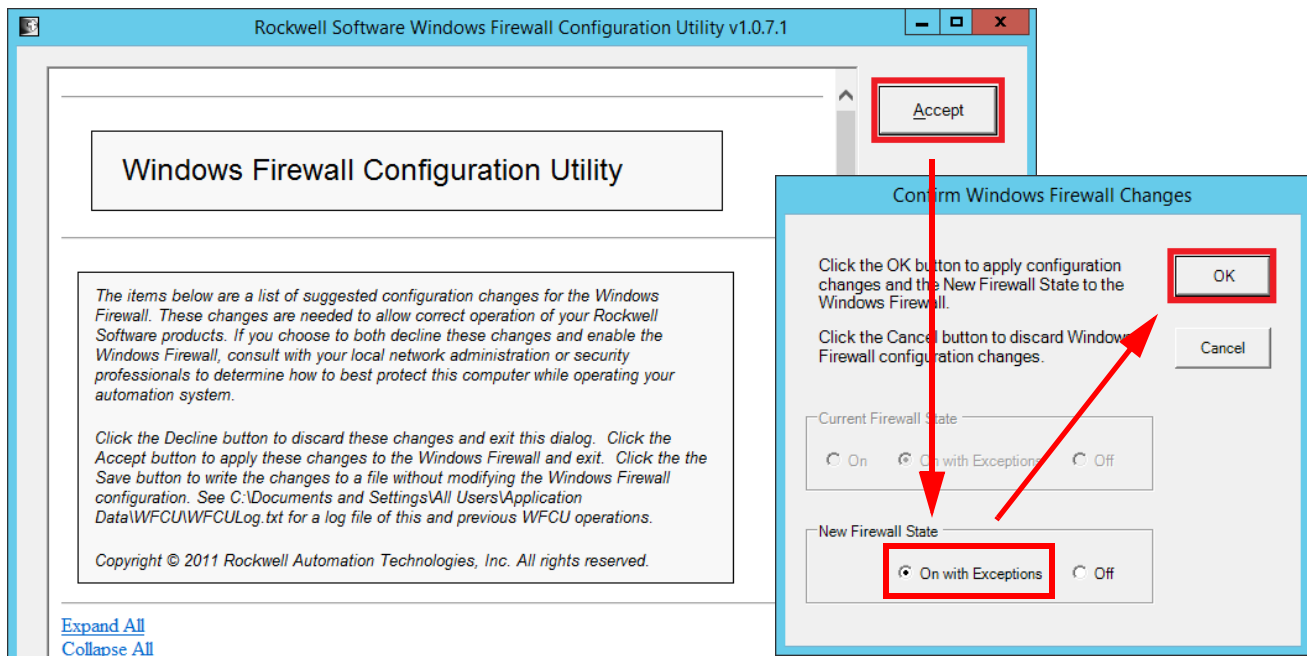 Rockwell Software Windows Firewall Configuration Utility v1.0.7.1
Accept
Windows Firewall Configuration Utility
The items below are a list of suggested configuration changes for the Windows
Firewall. These changes are needed to allow correct operation of your Rockwell
Software products. If you choose to both decline these changes and enable the
Windows Firewall, consult with your local network administration or security
professionals to determine how to best protect this computer while operating your
automation system.
Click the Decline button to discard these changes and exit this dialog. Click the
Accept button to apply these changes to the Windows Firewall and exit. Click the the
Save button to write the changes to a file without modifying the Windows Firewall
configuration. See C:\Documents and Settings\All Users\Application
Data\WFCU\WFCULog.txt for a log file of this and previous WFCU operations.
Copyright © 2011 Rockwell Automation Technologies, Inc. All rights reserved.
Expand All
Collapse All
Confirm Windows Firewall Changes
Click the OK button to apply configuration
changes and the New Firewall State to the
Windows Firewall.
OK
Click the Cancel button to discard Windows
Firewall configuration changes.
Cancel
Current Firewall State
On On with Exceptions Off
New Firewall State
On with Exceptions Off